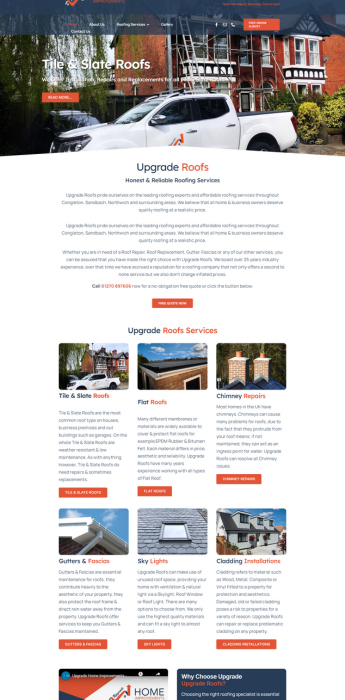 IMPROVEMENTS
About Us
Roofing Services
Gallery
Contact Us
FREE QUOTE
Tile & Slate Roofs
READ MORE...
Upgrade Roofs
Honest & Reliable Roofing Services
Upgrade Roofs pride ourselves on the leading roofing experts and affordable roofing services throughout
Congleton, Sandbach, Northwich and surrounding areas. We believe that all home & business owners deserve
quality roofing at a realistic price.
Upgrade Roofs pride ourselves on the leading roofing experts and affordable roofing services throughout
Congleton, Sandbach, Northwich and surrounding areas. We believe that all home & business owners deserve
quality roofing at a realistic price.
Whether you are in need of a Roof Repair, Roof Replacement, Gutter, Fascias or any of our other services, you
can be assured that you have made the right choice with Upgrade Roofs. We boast over 35 years industry
experience, over that time we have accrued a reputation for a roofing company that not only offers a second to
none service but we also don't charge inflated prices.
Call 01270 897606 now for a no obligation free quote or click the button below.
FREE QUOTE NOW
Upgrade Roofs Services
Tile & Slate Roofs
Tile & Slate Roofs are the most
common roof type on houses,
business premises and out
buildings such as garages. On the
whole Tile & Slate Roofs are
weather resistant & low
maintenance. As with anything
however, Tile & Slate Roofs do
need repairs & sometimes
replacements.
TILE & SLATE ROOFS
Flat Roofs
Many different membranes or
materials are widely available to
cover & protect flat roofs for
example EPDM Rubber & Bitumen
Felt. Each material differs in price,
aesthetic and reliability. Upgrade
Roofs have many years
experience working with all types
of Flat Roof.
FLAT ROOFS
Chimney Repairs
Most homes in the Uk have
chimneys. Chimneys can cause
many problems for roofs, due to
the fact that they protrude from
your roof means if not
maintained, they can act as an
ingress point for water. Upgrade
Roofs can resolve all Chimney
issues.
CHIMNEY REPAIRS
Gutters & Fascias
Gutters & Fascias are essential
maintenance for roofs, they
contribute heavily to the
aesthetic of your property, they
also protect the roof frame &
direct rain water away from the
property. Upgrade Roofs offer
services to keep you Gutters &
Fascias maintained.
GUTTERS & FASCIAS
Sky Lights
Upgrade Roofs can make use of
unused roof space, providing your
home with ventilation & natural
light via a Skylight, Roof Window
or Roof Light. There are many
options to choose from. We only
use the highest quality materials
and can fit a sky light to almost
any roof.
SKY LIGHTS
Cladding Installations
Cladding refers to material such
as Wood, Metal, Composite or
Vinyl fitted to a property for
protection and aesthetics.
Damaged, old or failed cladding
poses a risk to properties for a
variety of reason. Upgrade Roofs
can repair or replace problematic
cladding on any property.
CLADDING INSTALLATIONS
Upgrade Home Improvements
HOME
IMPROVEMENTS
Why Choose Upgrade
Upgrade Roofs?
Choosing the right roofing specialist is essential